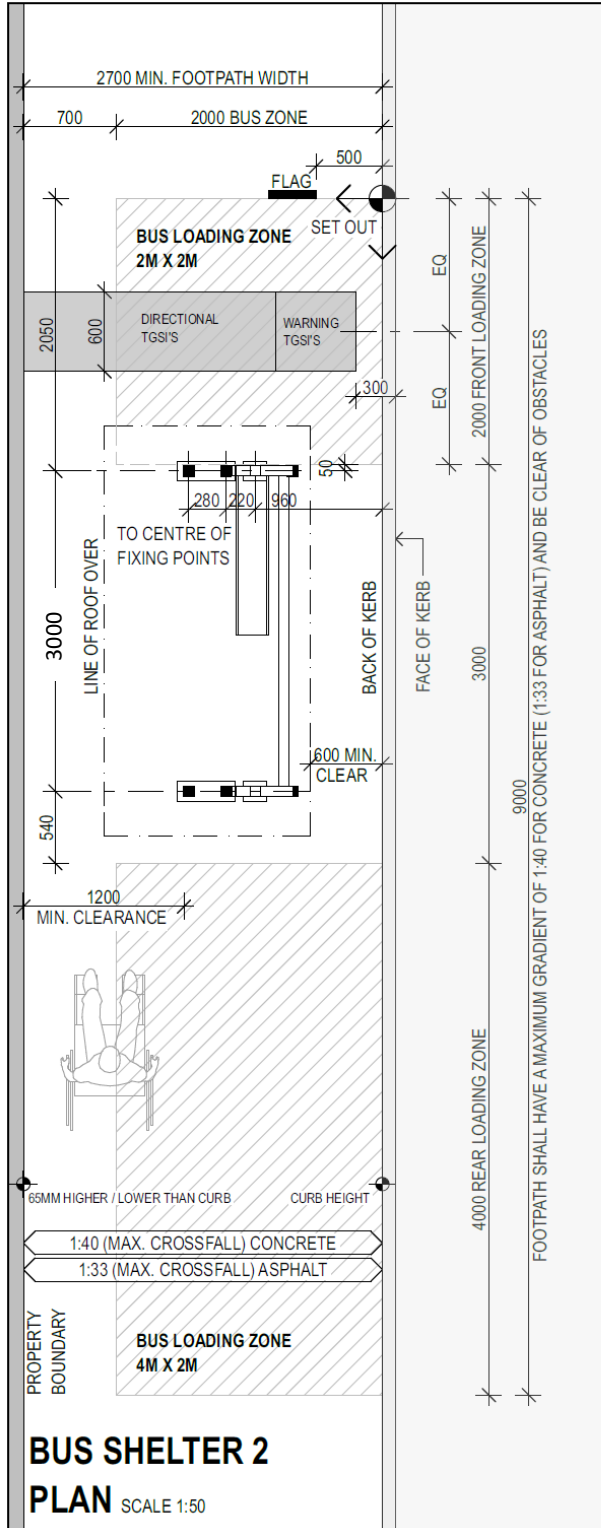 2700 MIN. FOOTPATH WIDTH
700
2000 BUS ZONE
500
FLAG
SET OUT
BUS LOADING ZONE
2M X 2M
EQ
2050
600
DIRECTIONAL
TGSI'S
WARNING
TGSI'S
300
EQ
2000 FRONT LOADING ZONE
50
280
220
960
TO CENTRE OF
FIXING POINTS
LINE OF ROOF OVER
3000
BACK OF KERB
FACE OF KERB
3000
9000
FOOTPATH SHALL HAVE A MAXIMUM GRADIENT OF 1:40 FOR CONCRETE (1:33 FOR ASPHALT) AND BE CLEAR OF OBSTACLES
600 MIN.
CLEAR
540
1200
MIN. CLEARANCE
4000 REAR LOADING ZONE
65MM HIGHER / LOWER THAN CURB
CURB HEIGHT
1:40 (MAX. CROSSFALL) CONCRETE
1:33 (MAX. CROSSFALL) ASPHALT
PROPERTY
BOUNDARY
BUS LOADING ZONE
4M X 2M
BUS SHELTER 2
PLAN SCALE 1:50